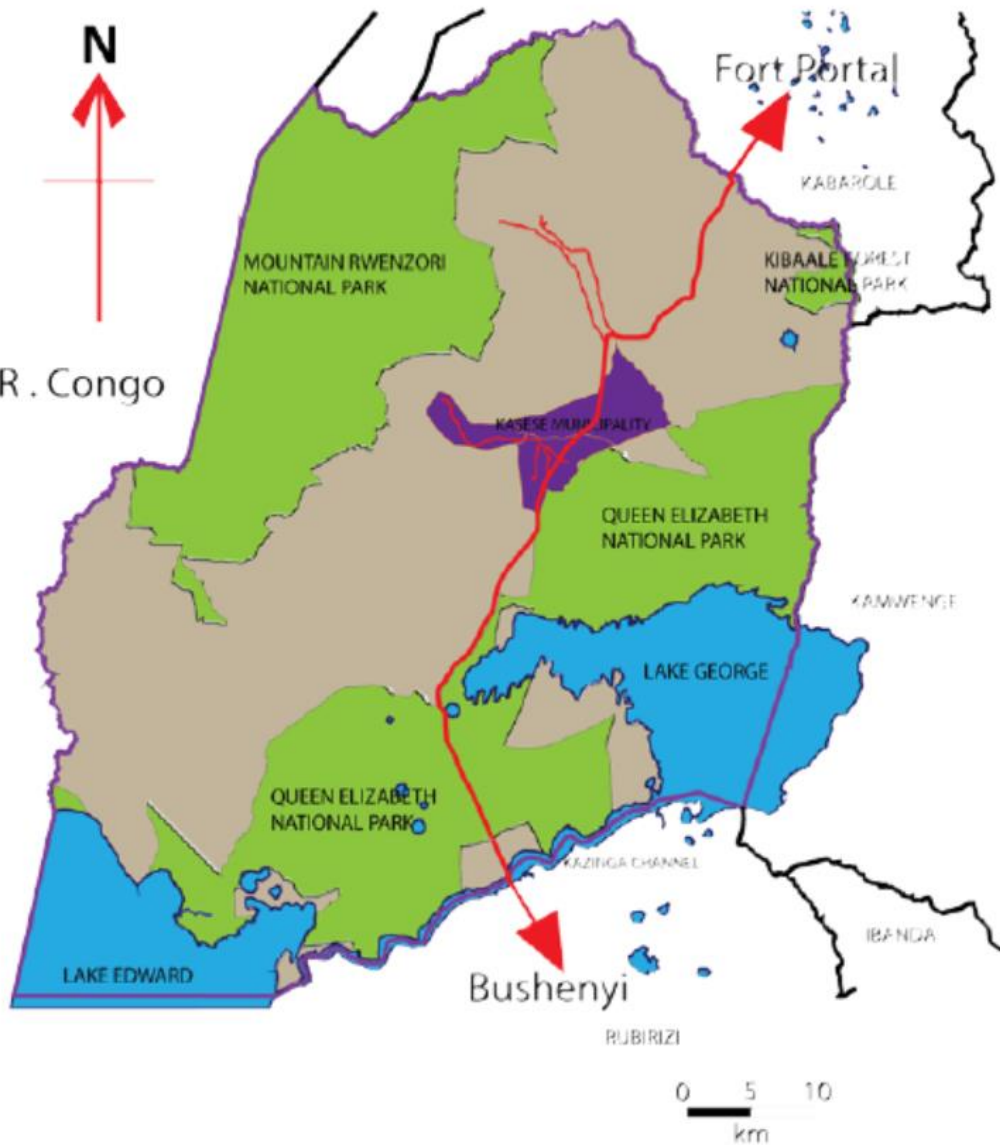 N
Fort Portal
KABAROLE
MOUNTAIN RWENZORI
NATIONAL PARK
KIBAALE FOREST
NATIONAL PARK
R . Congo
KASESE MUNICIPALITY
QUEEN ELIZABETH
NATIONAL PARK
KAMWENGE
LAKE GEORGE
QUEEN ELIZABETH
NATIONAL PARK
KAZINGA CHANNEL
IBANDA
LAKE EDWARD
Bushenyi
RUBIRIZI
0 5 10
km